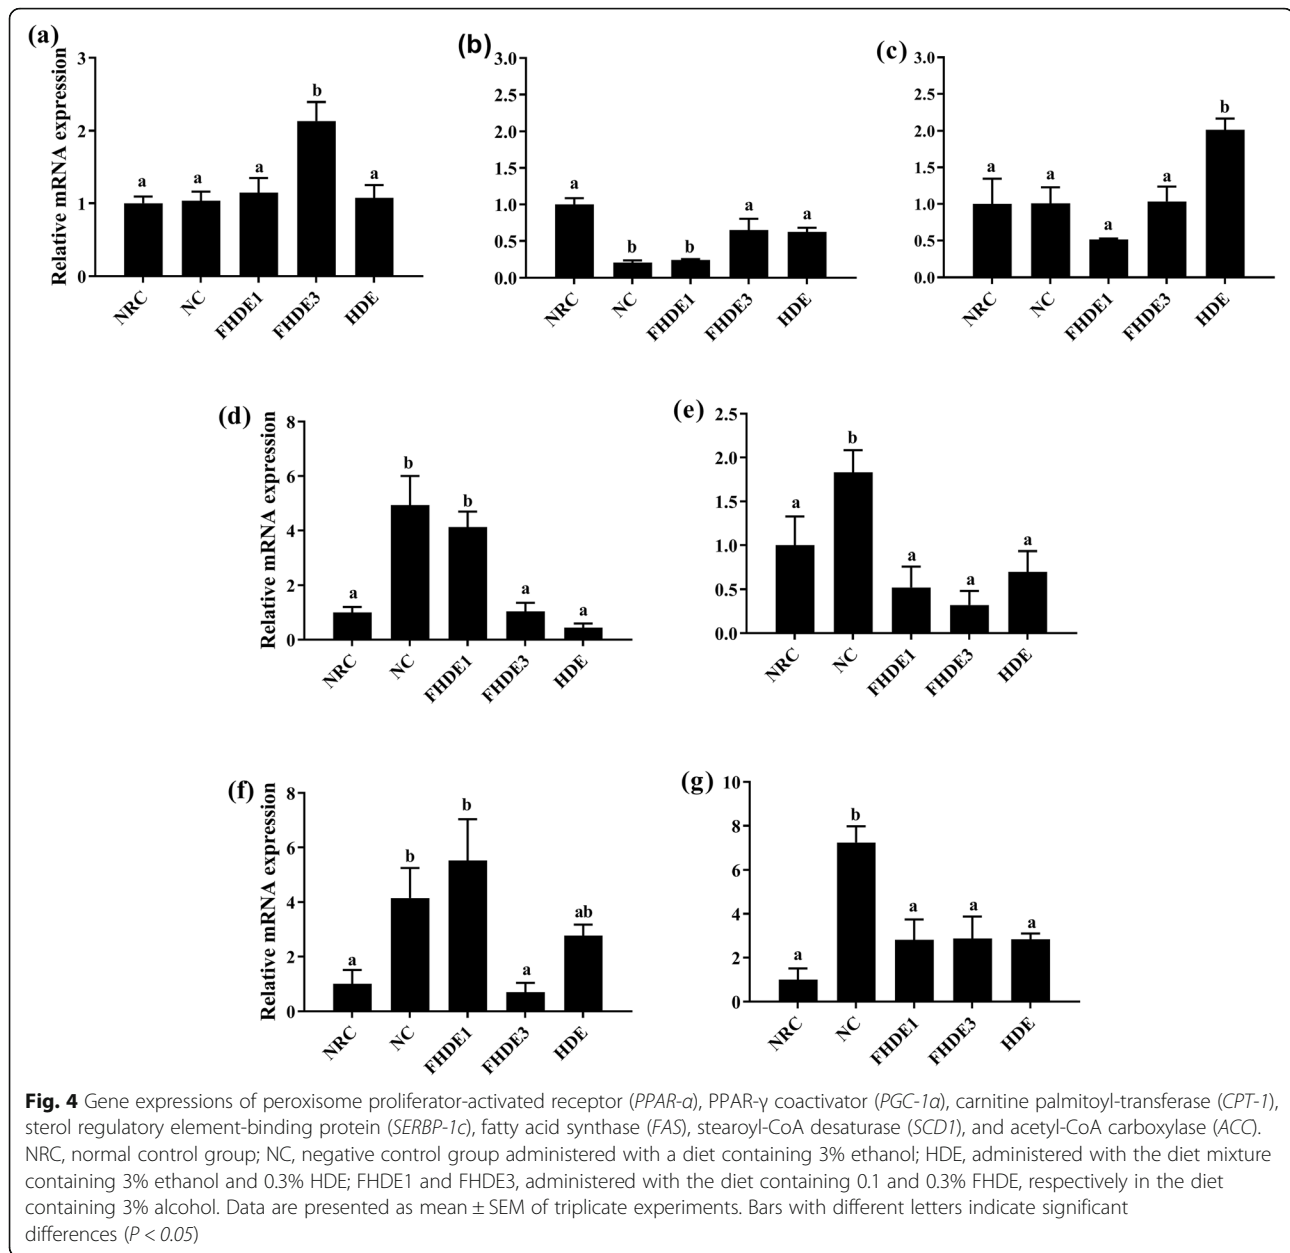 (a)
Relative mRNA expression
3
2
1
0
a
a
a
b
a
NRC
NC
FHDE1
FHDE3
HDE
(b)
3.0
2.5
2.0
1.5
1.0
0.5
0.0
a
b
b
a
a
NRC
NC
FHDE1
FHDE3
HDE
(c)
3.0
2.5
2.0
1.5
1.0
0.5
0.0
a
a
a
a
b
NRC
NC
FHDE1
FHDE3
HDE
(d)
Relative mRNA expression
8
6
4
2
0
a
b
b
a
a
NRC
NC
FHDE1
FHDE3
HDE
(e)
2.5
2.0
1.5
1.0
0.5
0.0
a
b
a
a
a
NRC
NC
FHDE1
FHDE3
HDE
(f)
Relative mRNA expression
8
6
4
2
0
a
b
b
a
ab
NRC
NC
FHDE1
FHDE3
HDE
(g)
10
8
6
4
2
0
a
b
a
a
a
NRC
NC
FHDE1
FHDE3
HDE
Fig. 4 Gene expressions of peroxisome proliferator-activated receptor (PPAR-α), PPAR-γ coactivator (PGC-1α), carnitine palmitoyl-transferase (CPT-1),
sterol regulatory element-binding protein (SERBP-1c), fatty acid synthase (FAS), stearoyl-CoA desaturase (SCD1), and acetyl-CoA carboxylase (ACC).
NRC, normal control group; NC, negative control group administered with a diet containing 3% ethanol; HDE, administered with the diet mixture
containing 3% ethanol and 0.3% HDE; FHDE1 and FHDE3, administered with the diet containing 0.1 and 0.3% FHDE, respectively in the diet
containing 3% alcohol. Data are presented as mean ± SEM of triplicate experiments. Bars with different letters indicate significant
differences (P < 0.05)